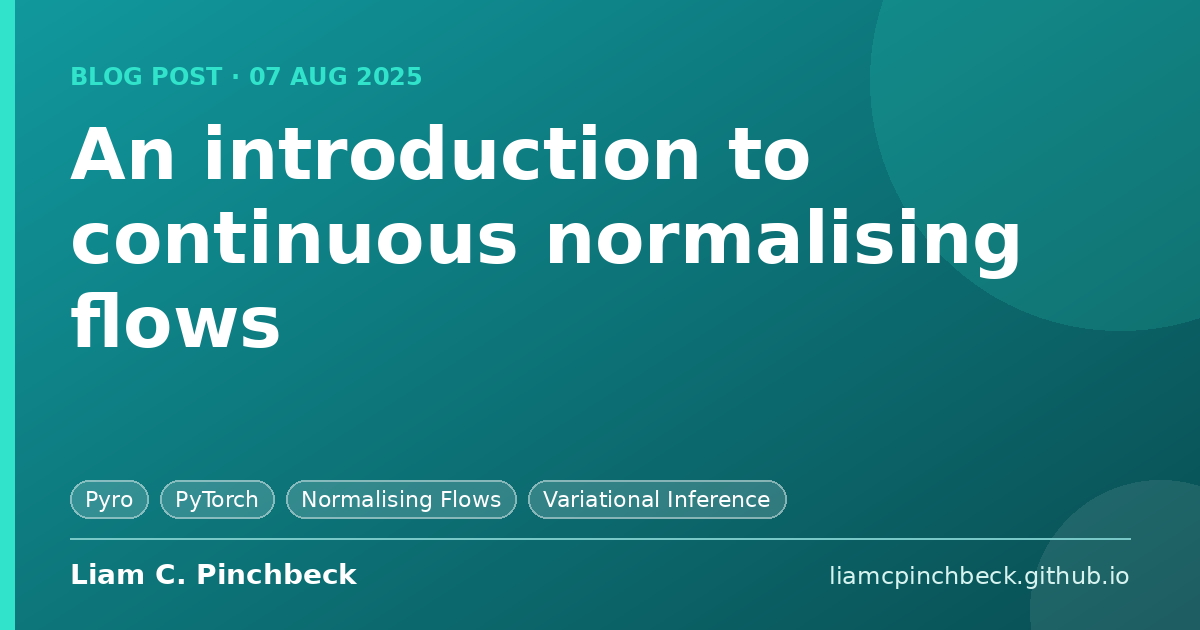 BLOG POST · 07 AUG 2025
An introduction to
continuous normalising
flows
Pyro PyTorch Normalising Flows Variational Inference
Liam C. Pinchbeck liamcpinchbeck.github.io